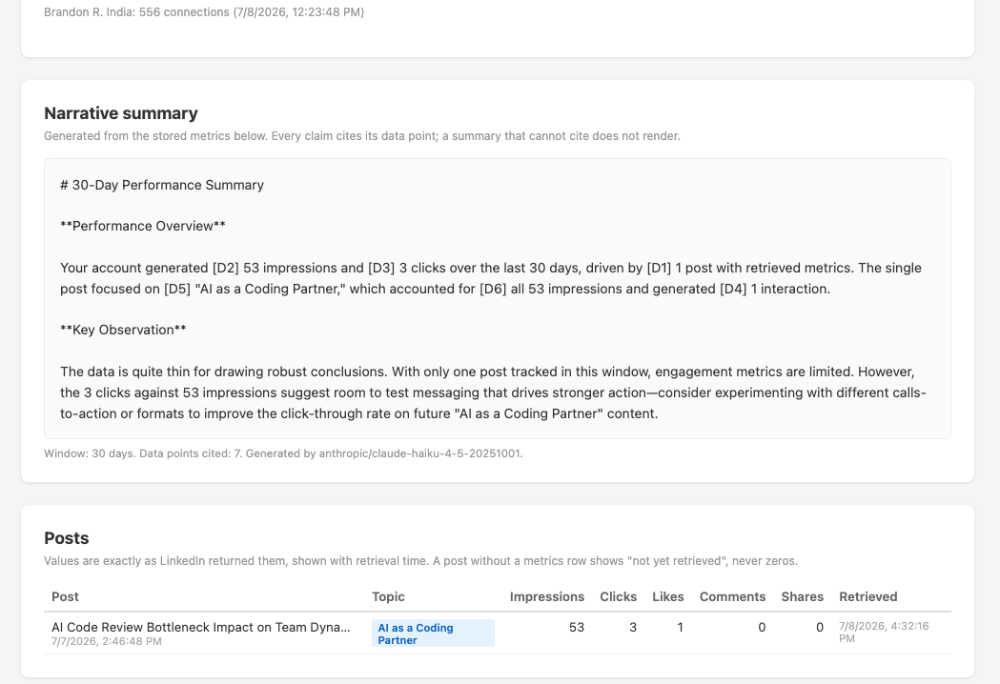 Brandon R. India: 556 connections (7/8/2026, 12:23:48 PM)
Narrative summary
Generated from the stored metrics below. Every claim cites its data point; a summary that cannot cite does not render.
# 30-Day Performance Summary
**Performance Overview**
Your account generated [D2] 53 impressions and [D3] 3 clicks over the last 30 days, driven by [D1] 1 post with retrieved metrics. The single
post focused on [D5] "AI as a Coding Partner," which accounted for [D6] all 53 impressions and generated [D4] 1 interaction.
**Key Observation**
The data is quite thin for drawing robust conclusions. With only one post tracked in this window, engagement metrics are limited. However,
the 3 clicks against 53 impressions suggest room to test messaging that drives stronger action—consider experimenting with different calls-
to-action or formats to improve the click-through rate on future "AI as a Coding Partner" content.
Window: 30 days. Data points cited: 7. Generated by anthropic/claude-haiku-4-5-20251001.
Posts
Values are exactly as LinkedIn returned them, shown with retrieval time. A post without a metrics row shows "not yet retrieved", never zeros.
Post Topic Impressions Clicks Likes Comments Shares Retrieved
AI Code Review Bottleneck Impact on Team Dyna... AI as a Coding 53 3 1 0 0 7/8/2026, 4:32:16
7/7/2026, 2:46:48 PM Partner PM